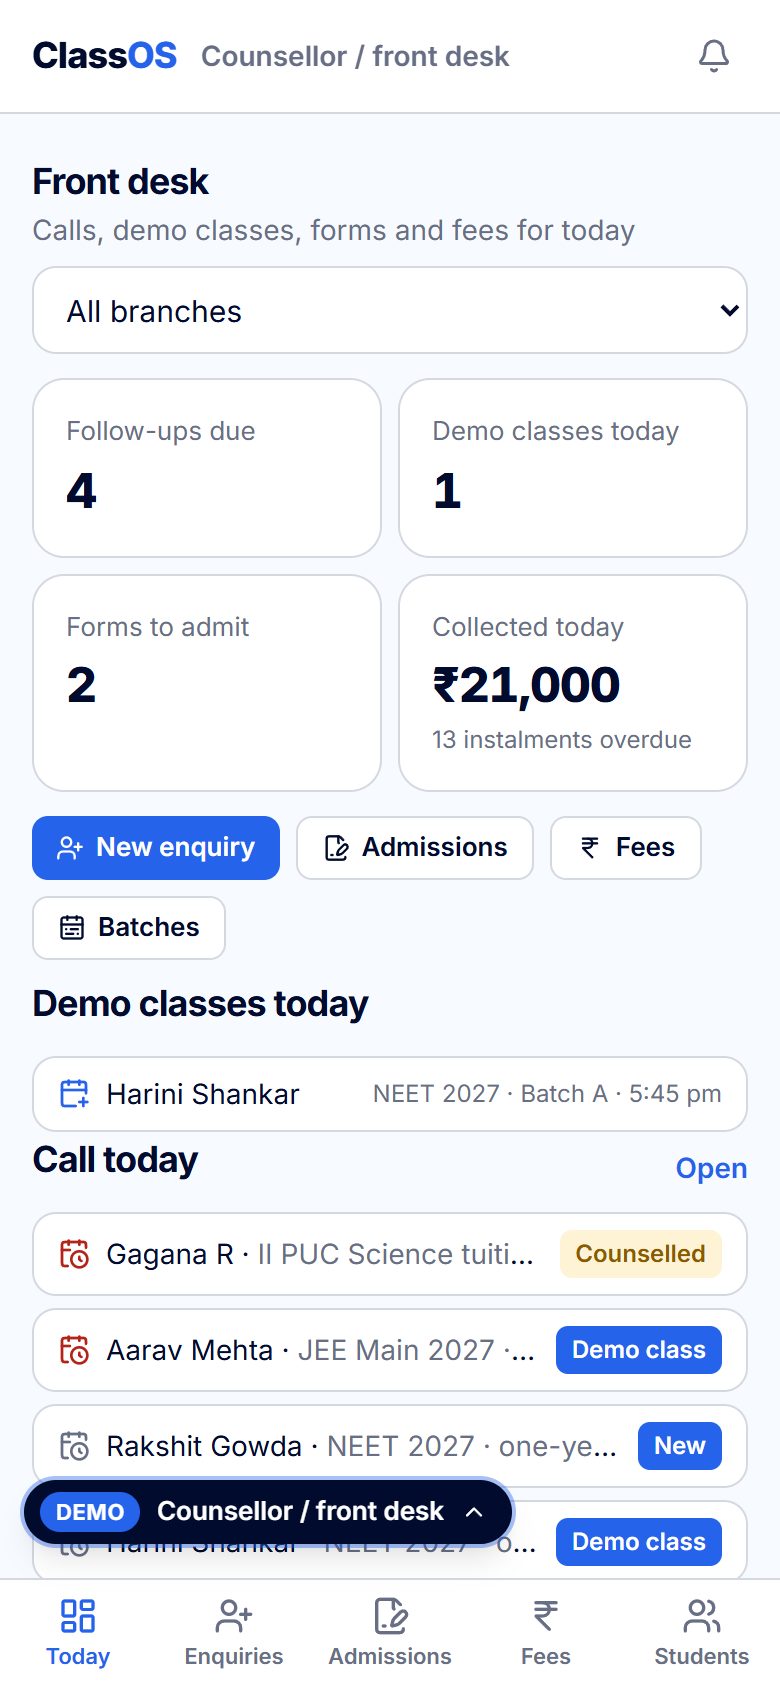 ClassOS Counsellor / front desk
Front desk
Calls, demo classes, forms and fees for today
All branches
Follow-ups due
4
Demo classes today
1
Forms to admit
2
Collected today
₹21,000
13 instalments overdue
New enquiry
Admissions
Fees
Batches
Demo classes today
Harini Shankar NEET 2027 · Batch A · 5:45 pm
Call today Open
Gagana R · II PUC Science tuiti... Counselled
Aarav Mehta · JEE Main 2027 ·... Demo class
Rakshit Gowda · NEET 2027 · one-ye... New
DEMO Counsellor / front desk
Harini Shankar NEET 2027 o... Demo class
Today
Enquiries
Admissions
Fees
Students